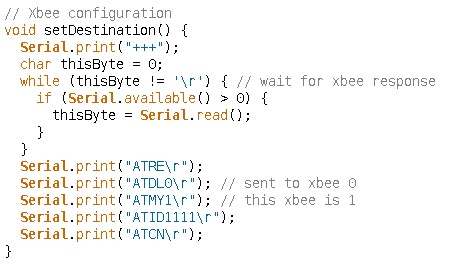 // Xbee configuration
void setDestination() {
  Serial.print("+++");
  char thisByte = 0;
  while (thisByte != '\r') { // wait for xbee response
    if (Serial.available() > 0) {
      thisByte = Serial.read();
    }
  }
  Serial.print("ATRE\r");
  Serial.print("ATDL0\r"); // sent to xbee 0
  Serial.print("ATMY1\r"); // this xbee is 1
  Serial.print("ATID1111\r");
  Serial.print("ATCN\r");
}